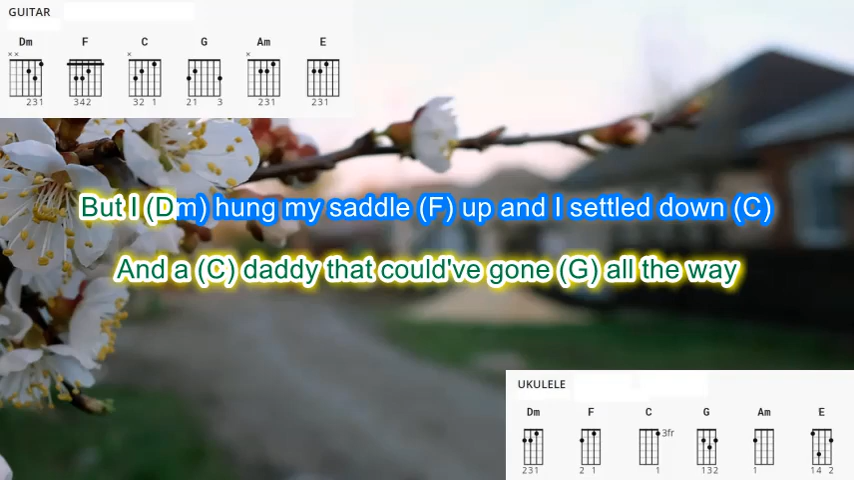 GUITAR
Dm F C G Am E
×× × ×
231 342 32 1 21 3 231 231
But I (Dm) hung my saddle (F) up and I settled down (C)
And a (C) daddy that could've gone (G) all the way
UKULELE
Dm F C G Am E
3fr
231 2 1 1 132 1 14 2